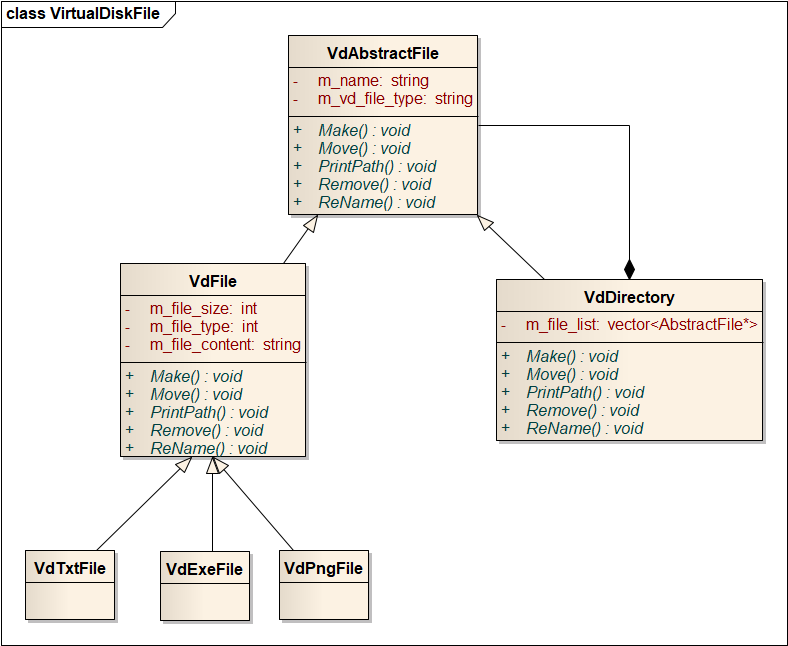 class VirtualDiskFile
VdAbstractFile
- m_name: string
- m_vd_file_type: string
+ Make() : void
+ Move() : void
+ PrintPath() : void
+ Remove() : void
+ ReName() : void
VdFile
- m_file_size: int
- m_file_type: int
- m_file_content: string
+ Make() : void
+ Move() : void
+ PrintPath() : void
+ Remove() : void
+ ReName() : void
VdDirectory
- m_file_list: vector<AbstractFile*>
+ Make() : void
+ Move() : void
+ PrintPath() : void
+ Remove() : void
+ ReName() : void
VdTxtFile
VdExeFile
VdPngFile